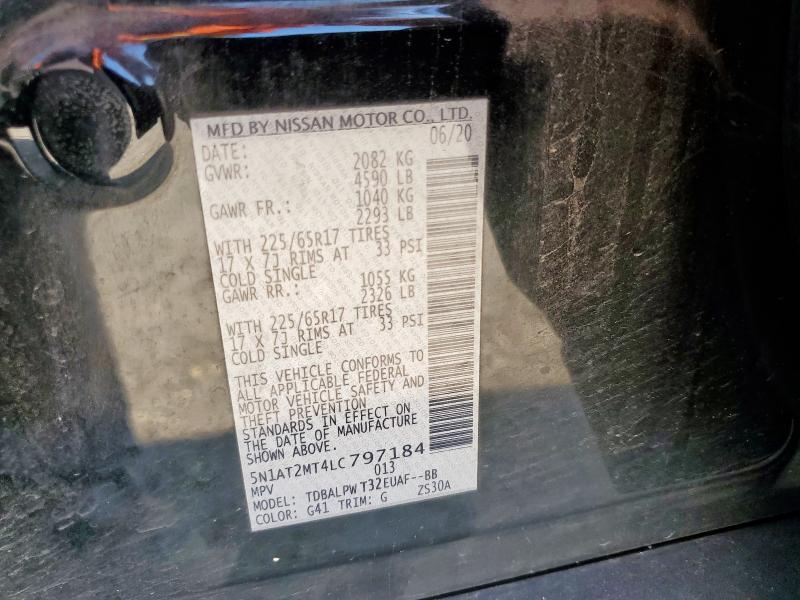 MFD BY NISSAN MOTOR CO., LTD.
DATE: 06/20
GVWR: 2082 KG
4590 LB
GAWR FR.: 1040 KG
2293 LB
WITH 225/65R17 TIRES
17 X 7J RIMS AT 33 PSI
COLD SINGLE
GAWR RR.: 1055 KG
2326 LB
WITH 225/65R17 TIRES
17 X 7J RIMS AT 33 PSI
COLD SINGLE
THIS VEHICLE CONFORMS TO
ALL APPLICABLE FEDERAL
MOTOR VEHICLE SAFETY AND
THEFT PREVENTION
STANDARDS IN EFFECT ON
THE DATE OF MANUFACTURE
SHOWN ABOVE.
5N1AT2MT4LC797184
MPV 013
MODEL: TDBALPW T32EUAF--BB
COLOR: G41 TRIM: G ZS30A